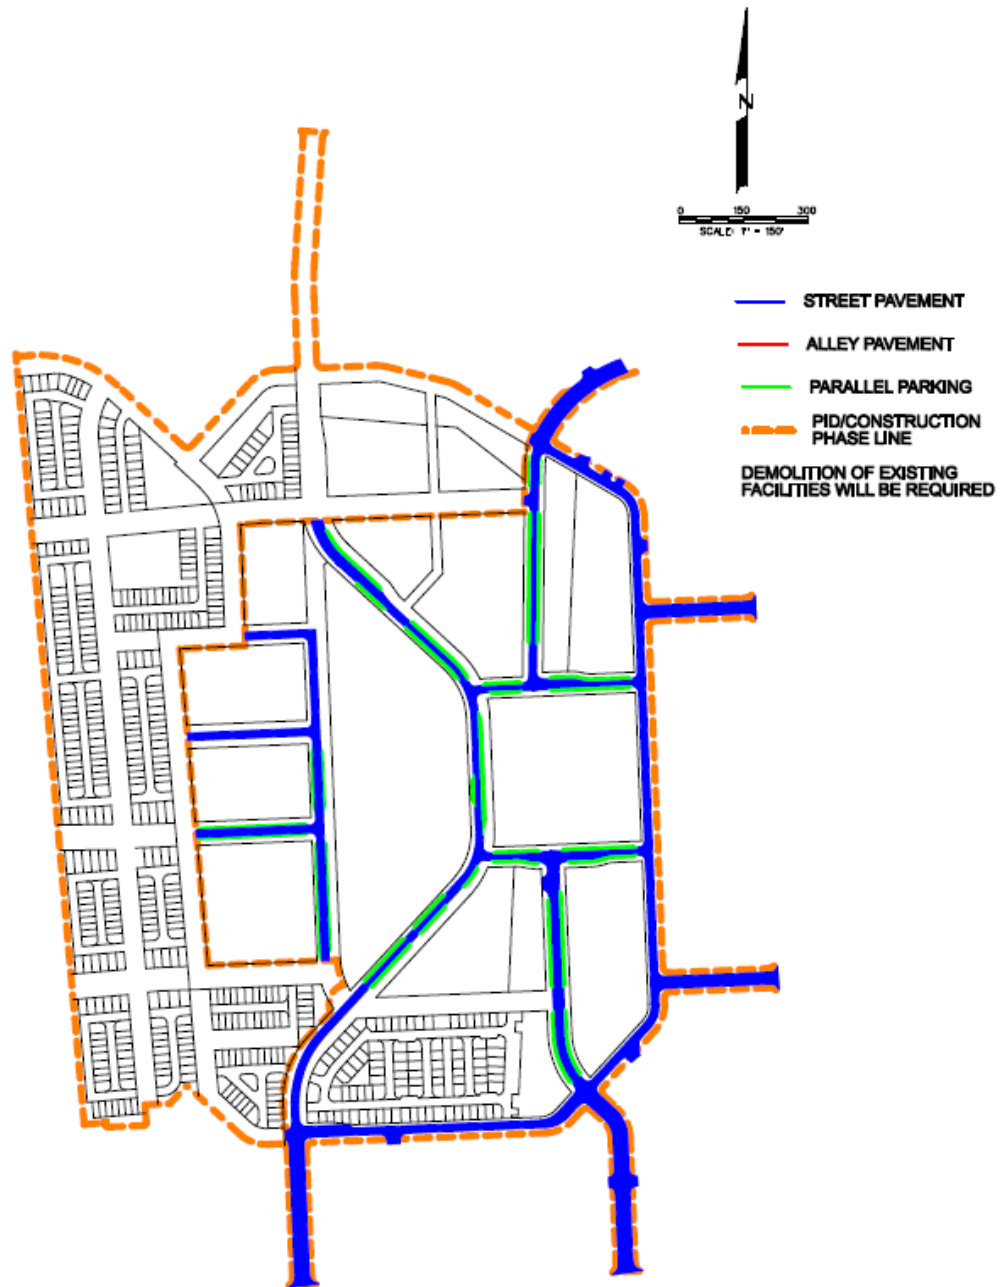 N
0 150 300
SCALE: 1" = 150'
STREET PAVEMENT
ALLEY PAVEMENT
PARALLEL PARKING
PID/CONSTRUCTION
PHASE LINE
DEMOLITION OF EXISTING
FACILITIES WILL BE REQUIRED